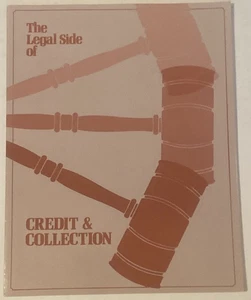 The
Legal Side
of
CREDIT &
COLLECTION